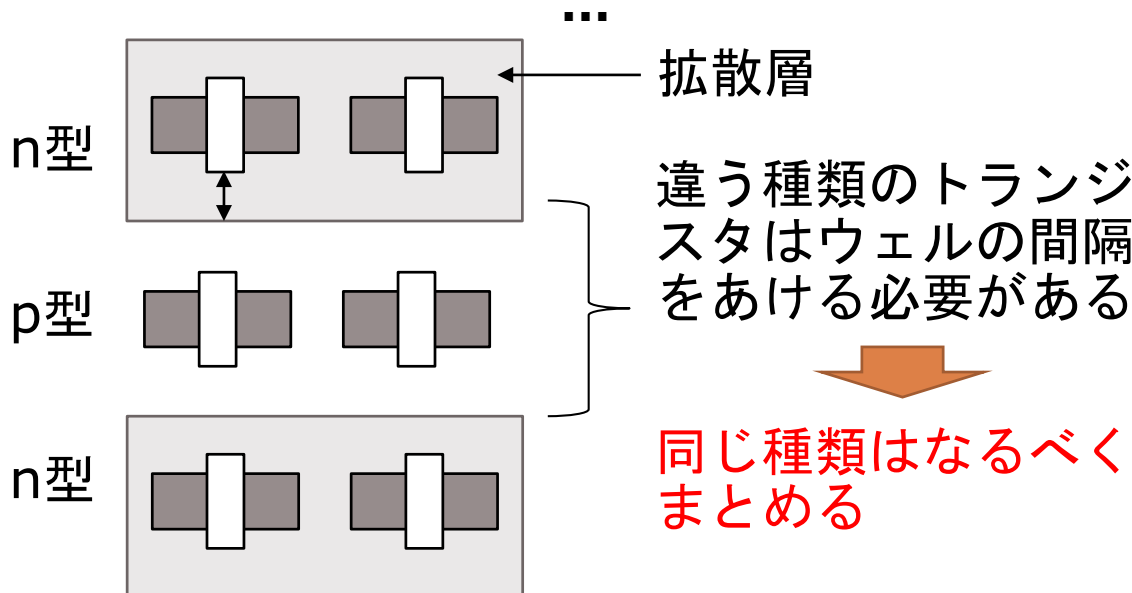 …
拡散層
n型
違う種類のトランジ
スタはウェルの間隔
をあける必要がある
p型
同じ種類はなるべく
まとめる
n型